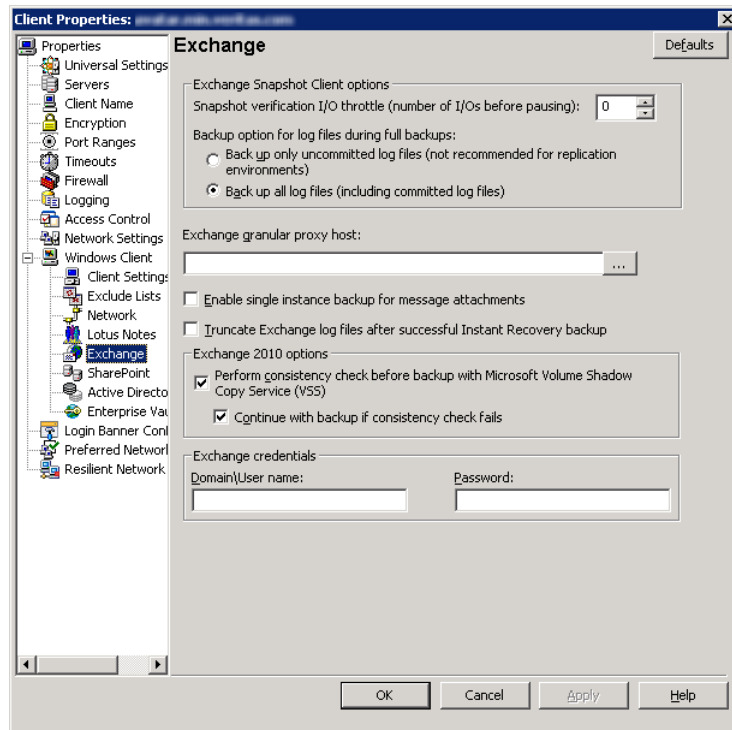 Client Properties:
Properties
Universal Settings
Servers
Client Name
Encryption
Port Ranges
Timeouts
Firewall
Logging
Access Control
Network Settings
Windows Client
Client Settings
Exclude Lists
Network
Lotus Notes
Exchange
SharePoint
Active Directo
Enterprise Vau
Login Banner Conf
Preferred Network
Resilient Network
Exchange
Defaults
Exchange Snapshot Client options
Snapshot verification I/O throttle (number of I/Os before pausing):
0
Backup option for log files during full backups:
Back up only uncommitted log files (not recommended for replication
environments)
Back up all log files (including committed log files)
Exchange granular proxy host:
...
Enable single instance backup for message attachments
Truncate Exchange log files after successful Instant Recovery backup
Exchange 2010 options
Perform consistency check before backup with Microsoft Volume Shadow
Copy Service (VSS)
Continue with backup if consistency check fails
Exchange credentials
Domain\User name:
Password:
OK
Cancel
Apply
Help